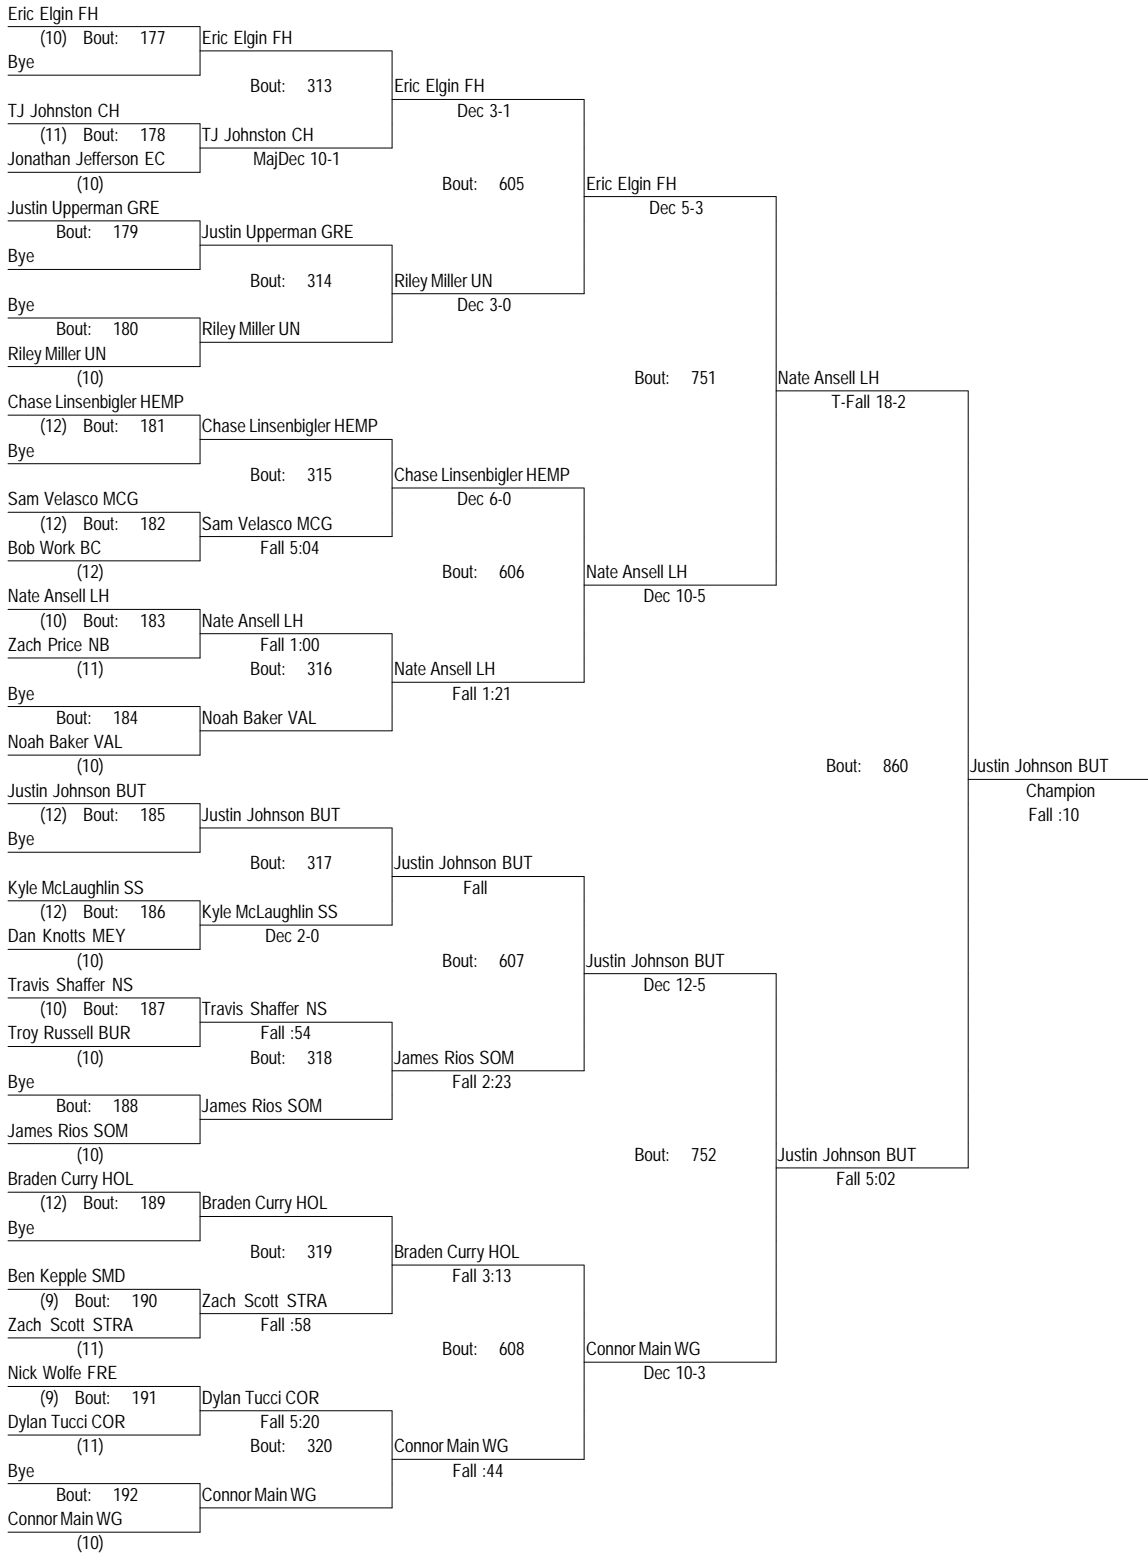 Eric Elgin FH
(10) Bout: 177 Eric Elgin FH
Bye
Bout: 313 Eric Elgin FH
TJ Johnston CH Dec 3-1
(11) Bout: 178 TJ Johnston CH
Jonathan Jefferson EC MajDec 10-1
(10) Bout: 605 Eric Elgin FH
Justin Upperman GRE Dec 5-3
Bout: 179 Justin Upperman GRE
Bye
Bout: 314 Riley Miller UN
Bye Dec 3-0
Bout: 180 Riley Miller UN
Riley Miller UN
(10) Bout: 751 Nate Ansell LH
Chase Linsenbigler HEMP T-Fall 18-2
(12) Bout: 181 Chase Linsenbigler HEMP
Bye
Bout: 315 Chase Linsenbigler HEMP
Sam Velasco MCG Dec 6-0
(12) Bout: 182 Sam Velasco MCG
Bob Work BC Fall 5:04
(12) Bout: 606 Nate Ansell LH
Nate Ansell LH Dec 10-5
(10) Bout: 183 Nate Ansell LH
Zach Price NB Fall 1:00
(11) Bout: 316 Nate Ansell LH
Bye Fall 1:21
Bout: 184 Noah Baker VAL
Noah Baker VAL
(10) Bout: 860 Justin Johnson BUT
Justin Johnson BUT Champion
(12) Bout: 185 Justin Johnson BUT Fall :10
Bye
Bout: 317 Justin Johnson BUT
Kyle McLaughlin SS Fall
(12) Bout: 186 Kyle McLaughlin SS
Dan Knotts MEY Dec 2-0
(10) Bout: 607 Justin Johnson BUT
Travis Shaffer NS Dec 12-5
(10) Bout: 187 Travis Shaffer NS
Troy Russell BUR Fall :54
(10) Bout: 318 James Rios SOM
Bye Fall 2:23
Bout: 188 James Rios SOM
James Rios SOM
(10) Bout: 752 Justin Johnson BUT
Braden Curry HOL Fall 5:02
(12) Bout: 189 Braden Curry HOL
Bye
Bout: 319 Braden Curry HOL
Ben Kepple SMD Fall 3:13
(9) Bout: 190 Zach Scott STRA
Zach Scott STRA Fall :58
(11) Bout: 608 Connor Main WG
Nick Wolfe FRE Dec 10-3
(9) Bout: 191 Dylan Tucci COR
Dylan Tucci COR Fall 5:20
(11) Bout: 320 Connor Main WG
Bye Fall :44
Bout: 192 Connor Main WG
Connor Main WG
(10)